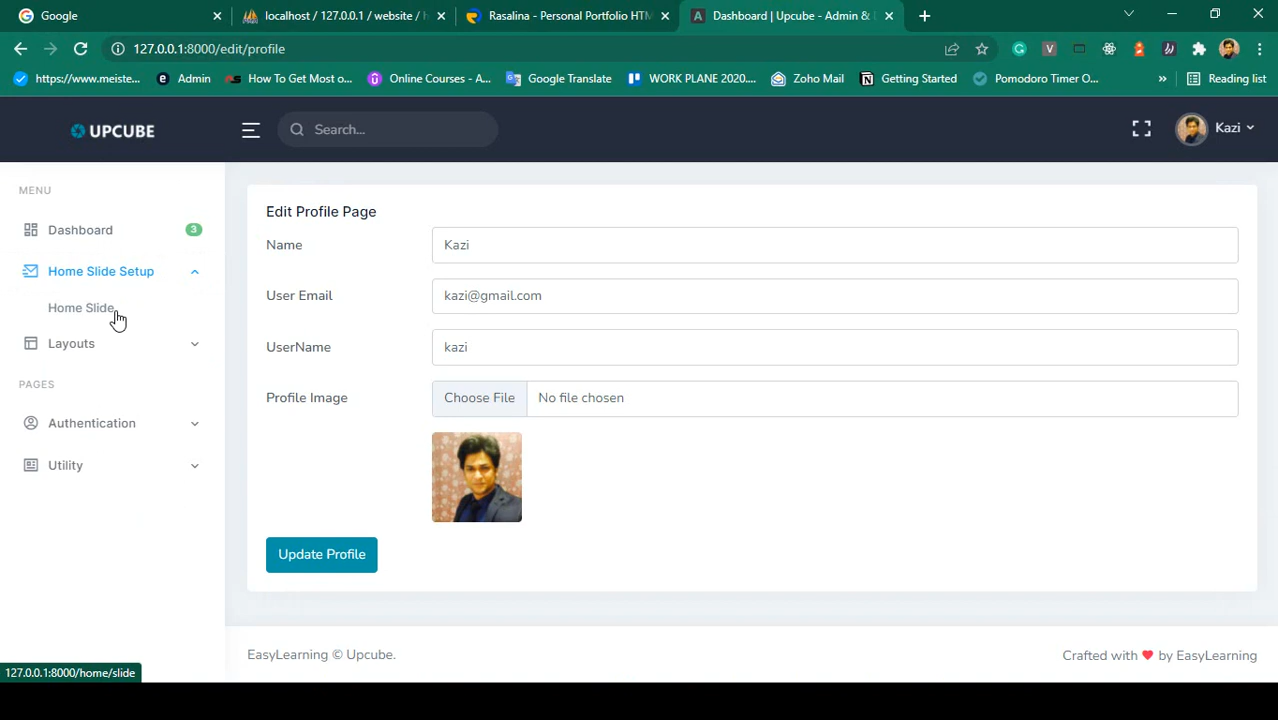 Google
localhost / 127.0.0.1 / website / h
Rasalina - Personal Portfolio HTM
Dashboard | Upcube - Admin &
127.0.0.1:8000/edit/profile
https://www.meiste...
Admin
How To Get Most o...
Online Courses - A...
Google Translate
WORK PLANE 2020....
Zoho Mail
Getting Started
Pomodoro Timer O...
»
Reading list
UPCUBE
Search...
Kazi
MENU
Dashboard
3
Home Slide Setup
Home Slide
Layouts
PAGES
Authentication
Utility
Edit Profile Page
Name
Kazi
User Email
kazi@gmail.com
UserName
kazi
Profile Image
Choose File
No file chosen
Update Profile
EasyLearning © Upcube.
Crafted with ♥ by EasyLearning
127.0.0.1:8000/home/slide